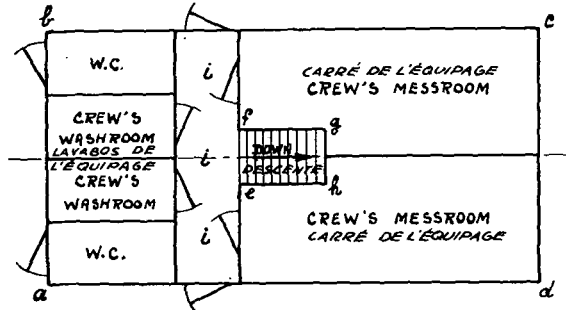 b
c
W.C.
i
CARRÉ DE L'ÉQUIPAGE
CREW'S MESSROOM
CREW'S
WASHROOM
LAVABOS DE
L'ÉQUIPAGE
CREW'S
WASHROOM
i
f
g
DOWN
DESCENTE
e
h
W.C.
i
CREW'S MESSROOM
CARRÉ DE L'ÉQUIPAGE
a
d